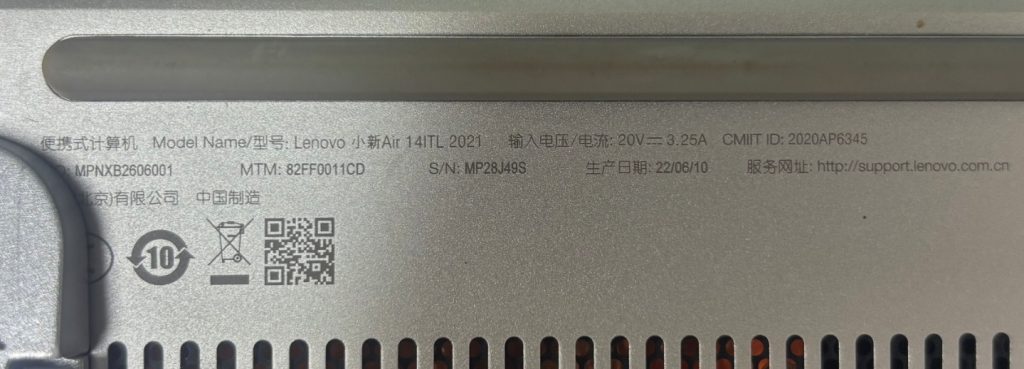 便携式计算机 Model Name/型号: Lenovo 小新Air 14ITL 2021 输入电压/电流: 20V⎓3.25A CMIIT ID: 2020AP6345
MPNXB2606001 MTM: 82FF0011CD S/N: MP28J49S 生产日期: 22/06/10 服务网址: http://support.lenovo.com.cn
京)有限公司 中国制造
10